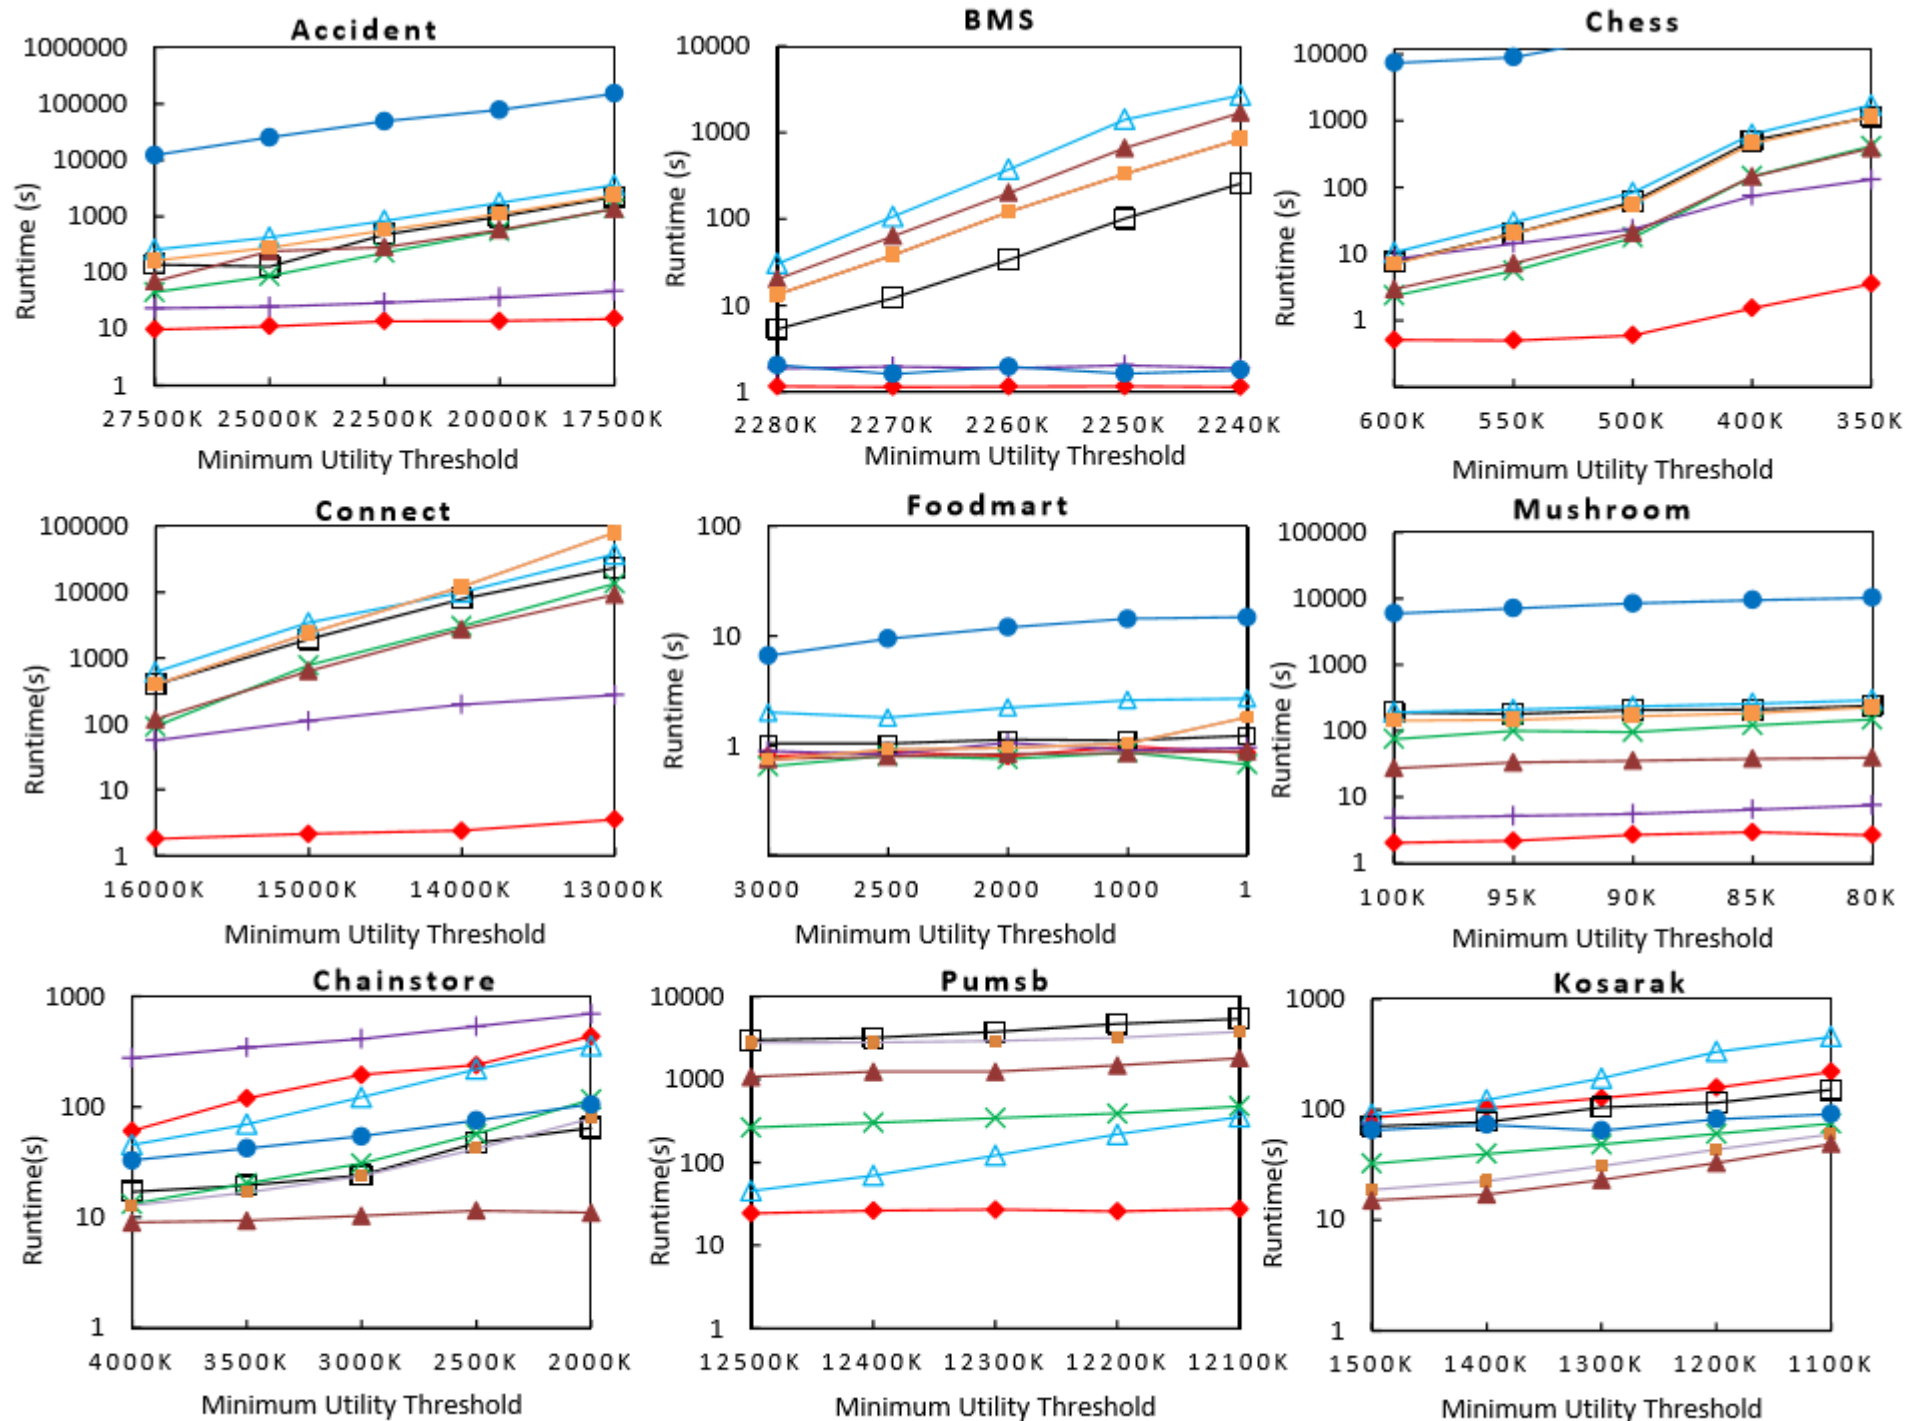 Accident
1000000
100000
10000
1000
100
10
1
Runtime (s)
27500K 25000K 22500K 20000K 17500K
Minimum Utility Threshold
BMS
10000
1000
100
10
1
Runtime (s)
2280K 2270K 2260K 2250K 2240K
Minimum Utility Threshold
Chess
10000
1000
100
10
1
Runtime (s)
600K 550K 500K 400K 350K
Minimum Utility Threshold
Connect
100000
10000
1000
100
10
1
Runtime(s)
16000K 15000K 14000K 13000K
Minimum Utility Threshold
Foodmart
100
10
1
Runtime (s)
3000 2500 2000 1000 1
Minimum Utility Threshold
Mushroom
100000
10000
1000
100
10
1
Runtime (s)
100K 95K 90K 85K 80K
Minimum Utility Threshold
Chainstore
1000
100
10
1
Runtime(s)
4000K 3500K 3000K 2500K 2000K
Minimum Utility Threshold
Pumsb
10000
1000
100
10
1
Runtime(s)
12500K 12400K 12300K 12200K 12100K
Minimum Utility Threshold
Kosarak
1000
100
10
1
Runtime(s)
1500K 1400K 1300K 1200K 1100K
Minimum Utility Threshold